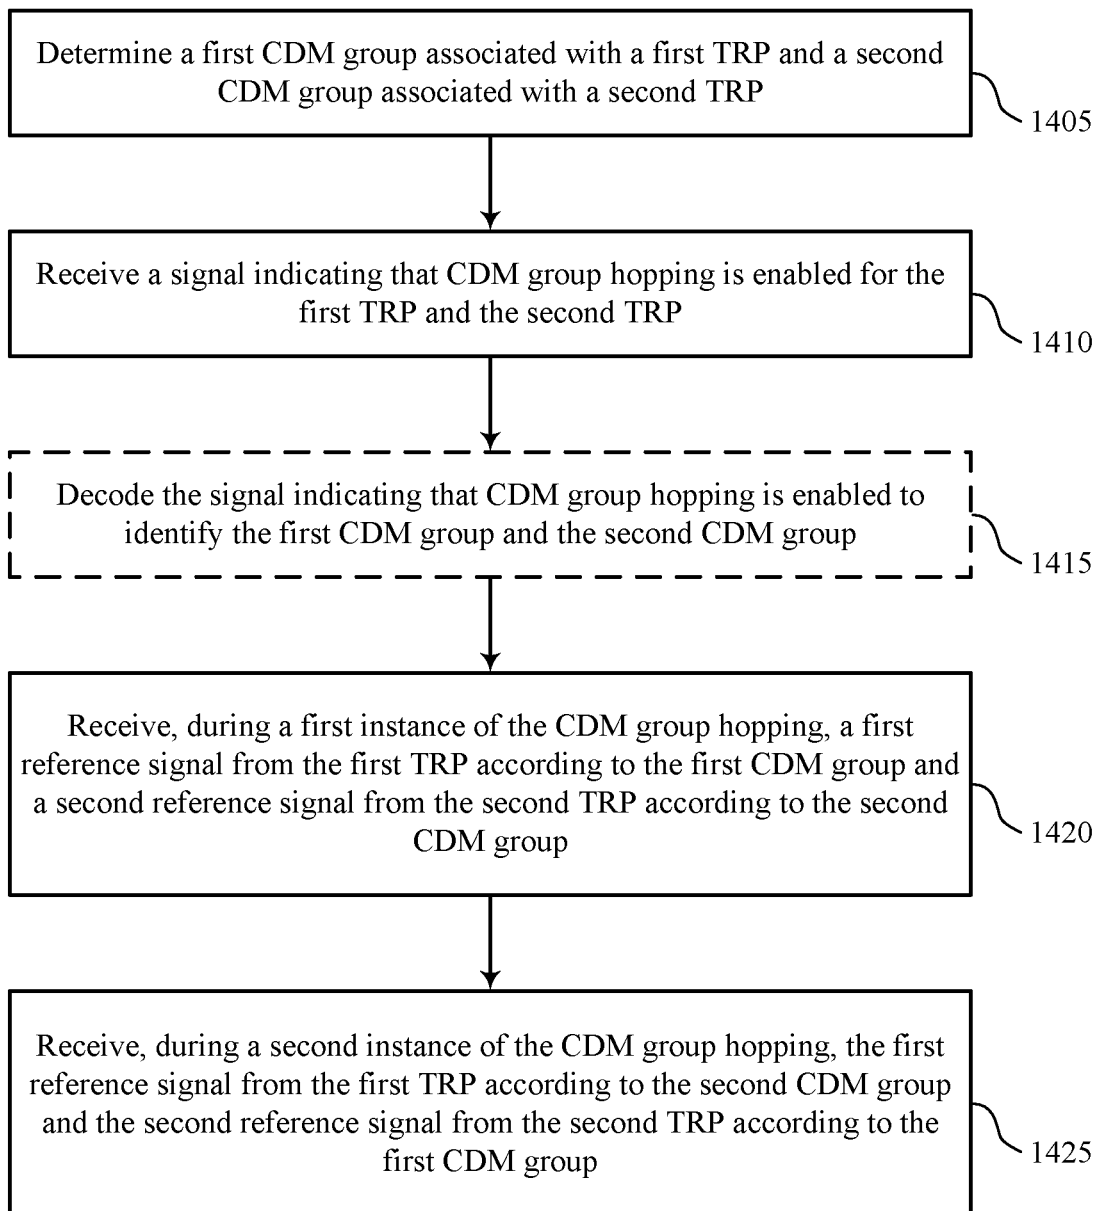 Determine a first CDM group associated with a first TRP and a second
CDM group associated with a second TRP
1405
Receive a signal indicating that CDM group hopping is enabled for the
first TRP and the second TRP
1410
Decode the signal indicating that CDM group hopping is enabled to
identify the first CDM group and the second CDM group
1415
Receive, during a first instance of the CDM group hopping, a first
reference signal from the first TRP according to the first CDM group and
a second reference signal from the second TRP according to the second
CDM group
1420
Receive, during a second instance of the CDM group hopping, the first
reference signal from the first TRP according to the second CDM group
and the second reference signal from the second TRP according to the
first CDM group
1425